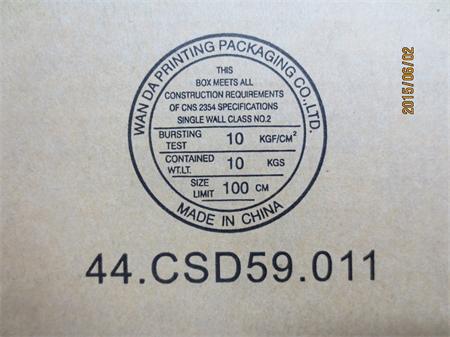 WAN DA PRINTING PACKAGING CO.,LTD.
THIS
BOX MEETS ALL
CONSTRUCTION REQUIREMENTS
OF CNS 2354 SPECIFICATIONS
SINGLE WALL CLASS NO.2
BURSTING TEST 10 KGF/CM²
CONTAINED WT.LT. 10 KGS
SIZE LIMIT 100 CM
MADE IN CHINA
44.CSD59.011
2015/06/02